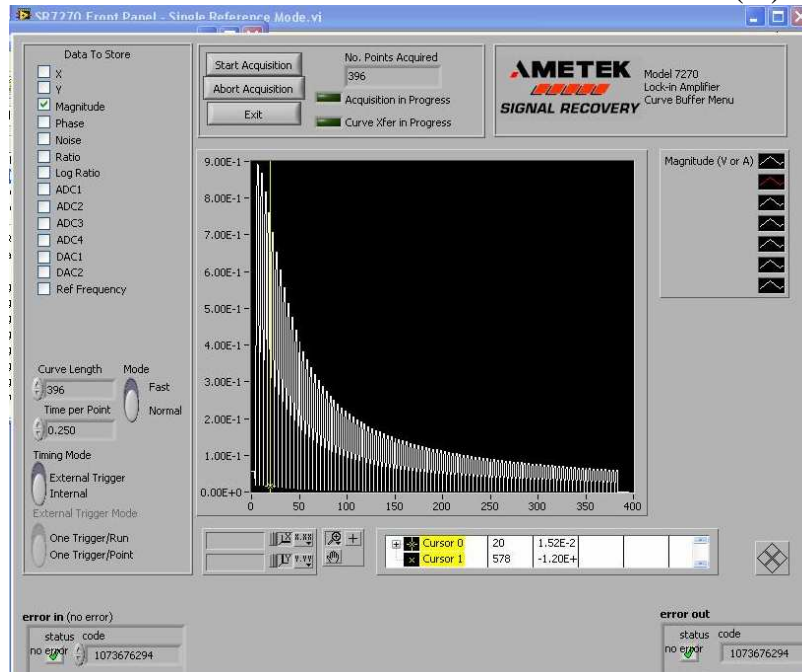 SR7270 Front Panel - Single Reference Mode.vi
Data To Store
X
Y
Magnitude
Phase
Noise
Ratio
Log Ratio
ADC1
ADC2
ADC3
ADC4
DAC1
DAC2
Ref Frequency
Curve Length
396
Mode
Fast
Normal
Time per Point
0.250
Timing Mode
External Trigger
Internal
External Trigger Mode
One Trigger/Run
One Trigger/Point
Start Acquisition
Abort Acquisition
Exit
No. Points Acquired
396
Acquisition in Progress
Curve Xfer in Progress
AMETEK
SIGNAL RECOVERY
Model 7270
Lock-in Amplifier
Curve Buffer Menu
9.00E-1
8.00E-1
7.00E-1
6.00E-1
5.00E-1
4.00E-1
3.00E-1
2.00E-1
1.00E-1
0.00E+0
0 50 100 150 200 250 300 350 400
Magnitude (V or A)
X X.XX
Y Y.YY
Cursor 0 20 1.52E-2
Cursor 1 578 -1.20E+
error in (no error)
status code
no error 1073676294
error out
status code
no error 1073676294